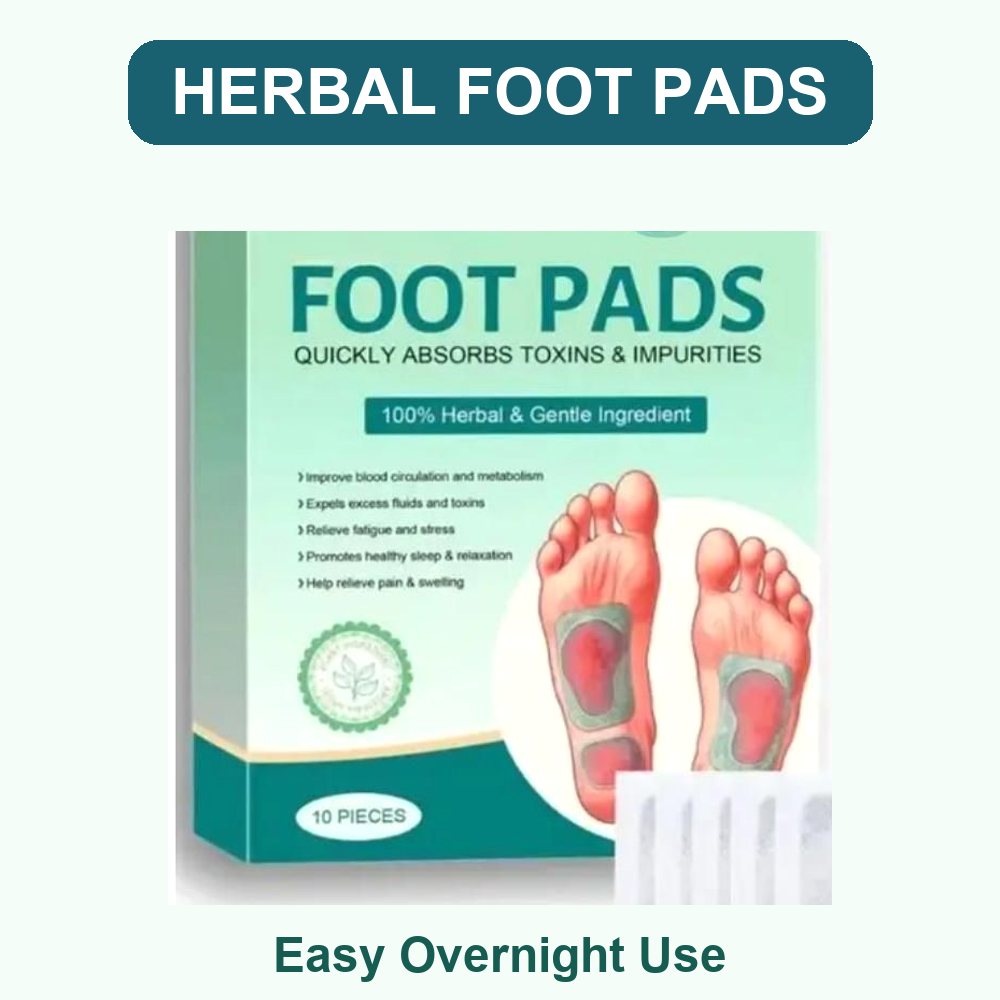 HERBAL FOOT PADS
FOOT PADS
QUICKLY ABSORBS TOXINS & IMPURITIES
100% Herbal & Gentle Ingredient
Improve blood circulation and metabolism
Expels excess fluids and toxins
Relieve fatigue and stress
Promotes healthy sleep & relaxation
Help relieve pain & swelling
10 PIECES
Easy Overnight Use